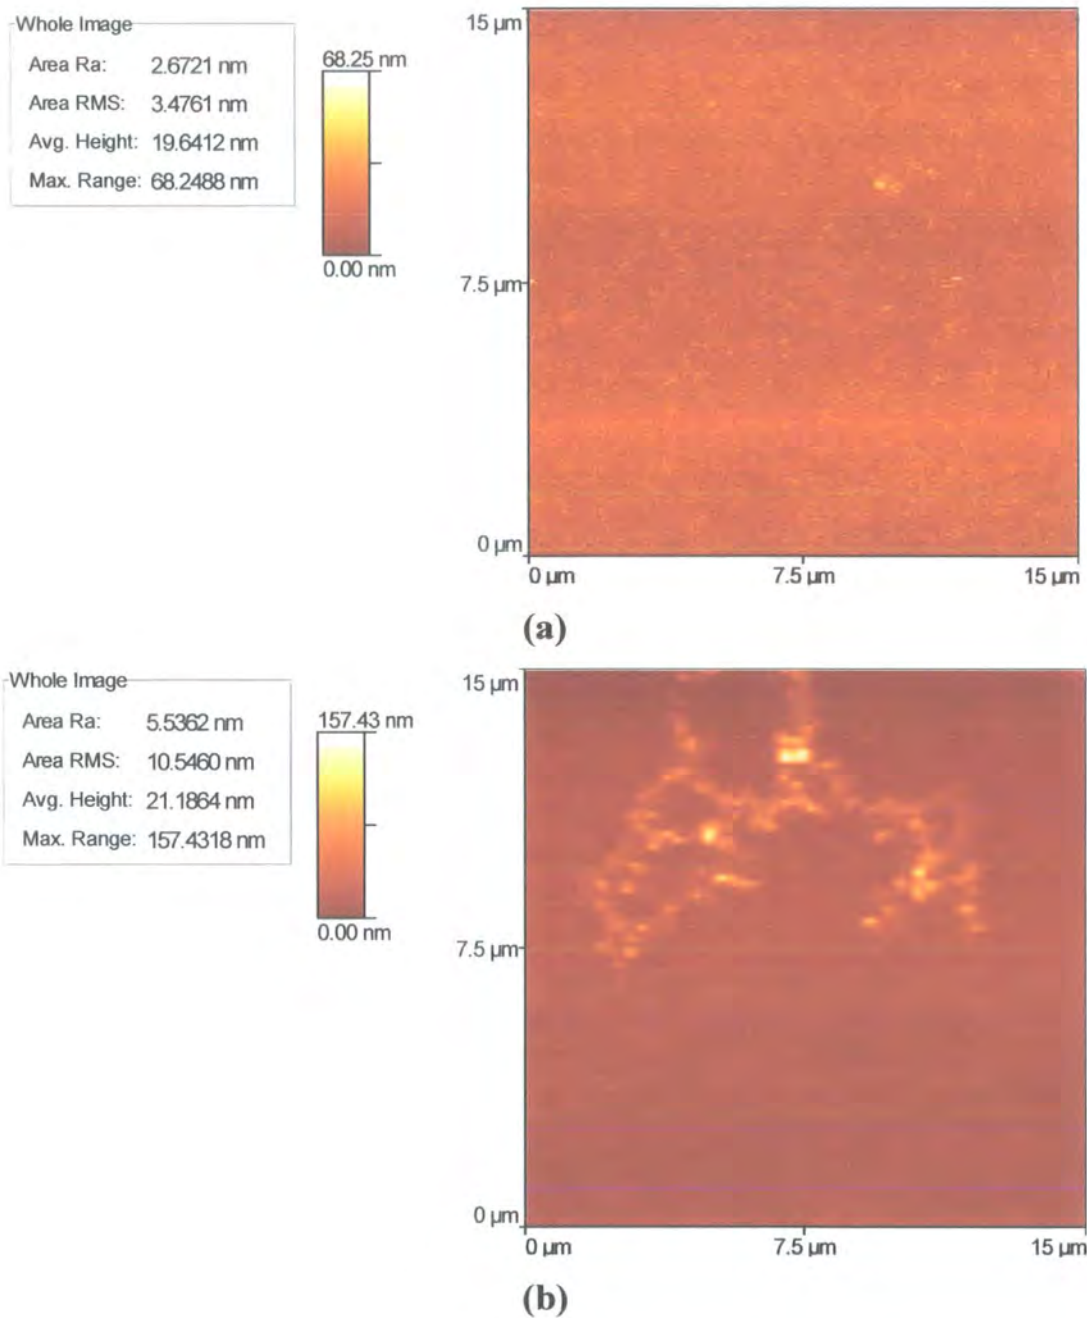 Whole Image
Area Ra: 2.6721 nm
Area RMS: 3.4761 nm
Avg. Height: 19.6412 nm
Max. Range: 68.2488 nm
68.25 nm
0.00 nm
15 µm
7.5 µm
0 µm
0 µm 7.5 µm 15 µm
(a)
Whole Image
Area Ra: 5.5362 nm
Area RMS: 10.5460 nm
Avg. Height: 21.1864 nm
Max. Range: 157.4318 nm
157.43 nm
0.00 nm
15 µm
7.5 µm
0 µm
0 µm 7.5 µm 15 µm
(b)